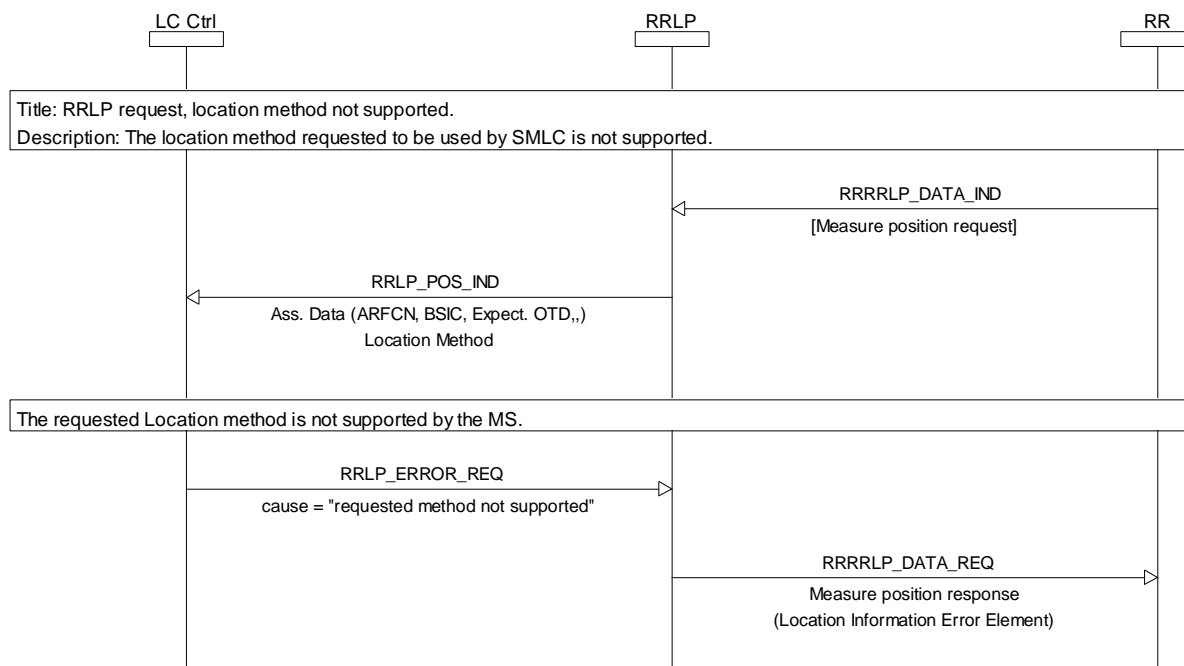 LC Ctrl
RRLP
RR
Title: RRLP request, location method not supported.
Description: The location method requested to be used by SMLC is not supported.
RRRRLP_DATA_IND
[Measure position request]
RRLP_POS_IND
Ass. Data (ARFCN, BSIC, Expect. OTD,,)
Location Method
The requested Location method is not supported by the MS.
RRLP_ERROR_REQ
cause = "requested method not supported"
RRRRLP_DATA_REQ
Measure position response
(Location Information Error Element)